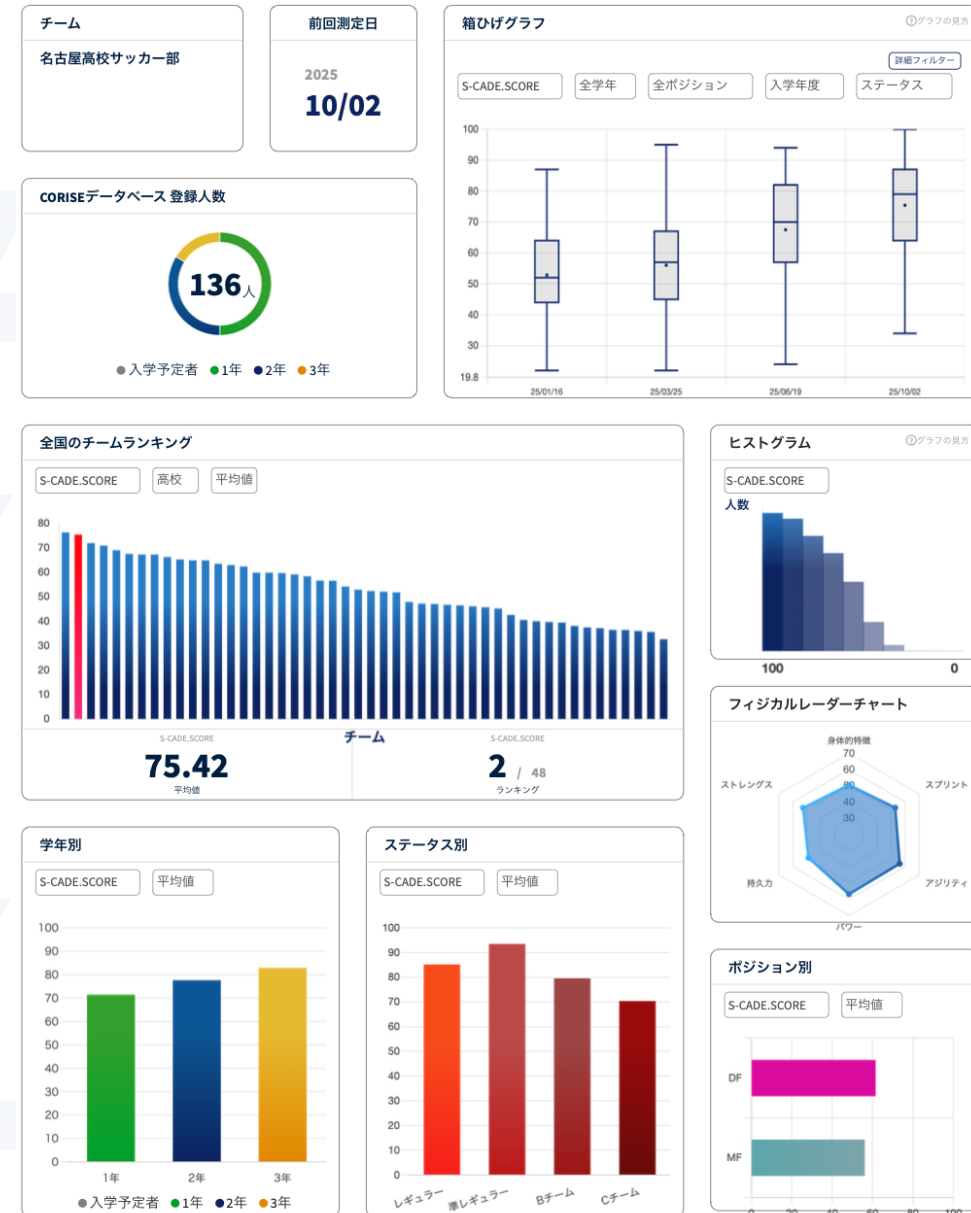 チーム
名古屋高校サッカー部
前回測定日
2025
10/02
箱ひげグラフ
?グラフの見方
詳細フィルター
S-CADE.SCORE 全学年 全ポジション 入学年度 ステータス
100
90
80
70
60
50
40
30
19.8
25/01/16 25/03/25 25/06/19 25/10/02
CORISEデータベース 登録人数
136人
入学予定者 1年 2年 3年
全国のチームランキング
S-CADE.SCORE 高校 平均値
80
70
60
50
40
30
20
10
0
チーム
S-CADE.SCORE
75.42
平均値
S-CADE.SCORE
2 / 48
ランキング
ヒストグラム
?グラフの見方
S-CADE.SCORE
人数
100 0
フィジカルレーダーチャート
身体的特徴
70
60
50
40
30
ストレングス スプリント
持久力 アジリティ
パワー
学年別
S-CADE.SCORE 平均値
100
90
80
70
60
50
40
30
20
10
0
1年 2年 3年
入学予定者 1年 2年 3年
ステータス別
S-CADE.SCORE 平均値
100
90
80
70
60
50
40
30
20
10
0
レギュラー 準レギュラー Bチーム Cチーム
ポジション別
S-CADE.SCORE 平均値
DF
MF
0 20 40 60 80 100